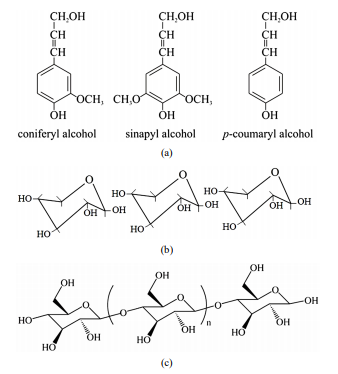 CH₂OH CH₂OH CH₂OH
CH CH CH
CH CH CH
OCH₃ CH₃O OCH₃
OH OH OH
coniferyl alcohol sinapyl alcohol p-coumaryl alcohol
(a)
O O O
HO HO HO
OH OH OH OH OH OH
HO HO HO
(b)
OH OH OH
HO O O O O O OH
HO OH HO OH n HO OH
OH OH OH
(c)